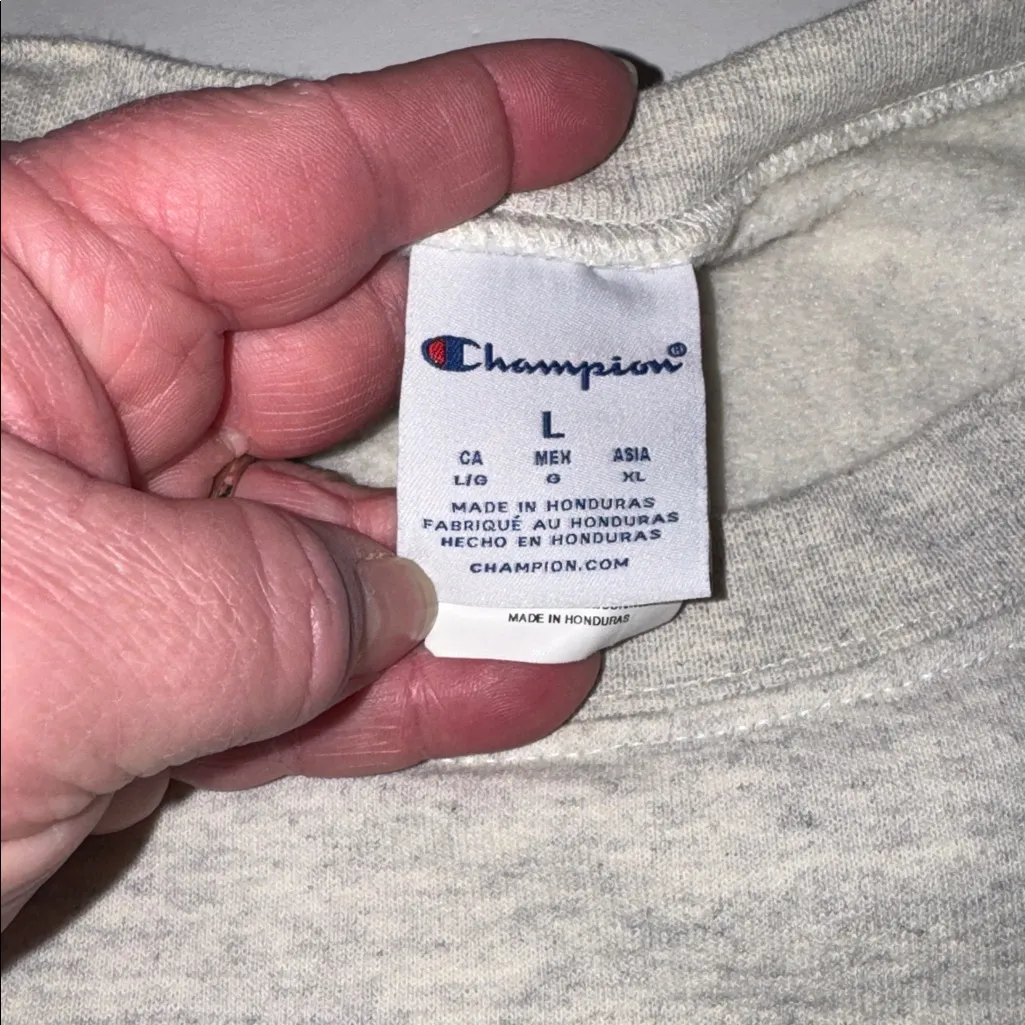 Champion®
L
CA MEX ASIA
L/G G XL
MADE IN HONDURAS
FABRIQUÉ AU HONDURAS
HECHO EN HONDURAS
CHAMPION.COM
MADE IN HONDURAS